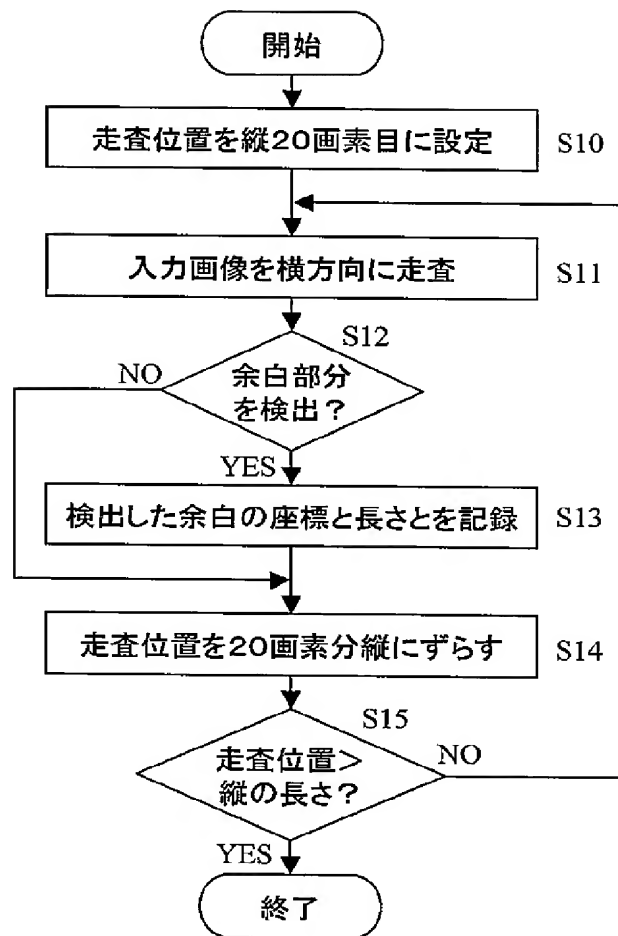 開始
走査位置を縦20画素目に設定
S10
入力画像を横方向に走査
S11
S12
NO
余白部分
を検出？
YES
検出した余白の座標と長さとを記録
S13
走査位置を20画素分縦にずらす
S14
S15
走査位置＞
縦の長さ？
NO
YES
終了